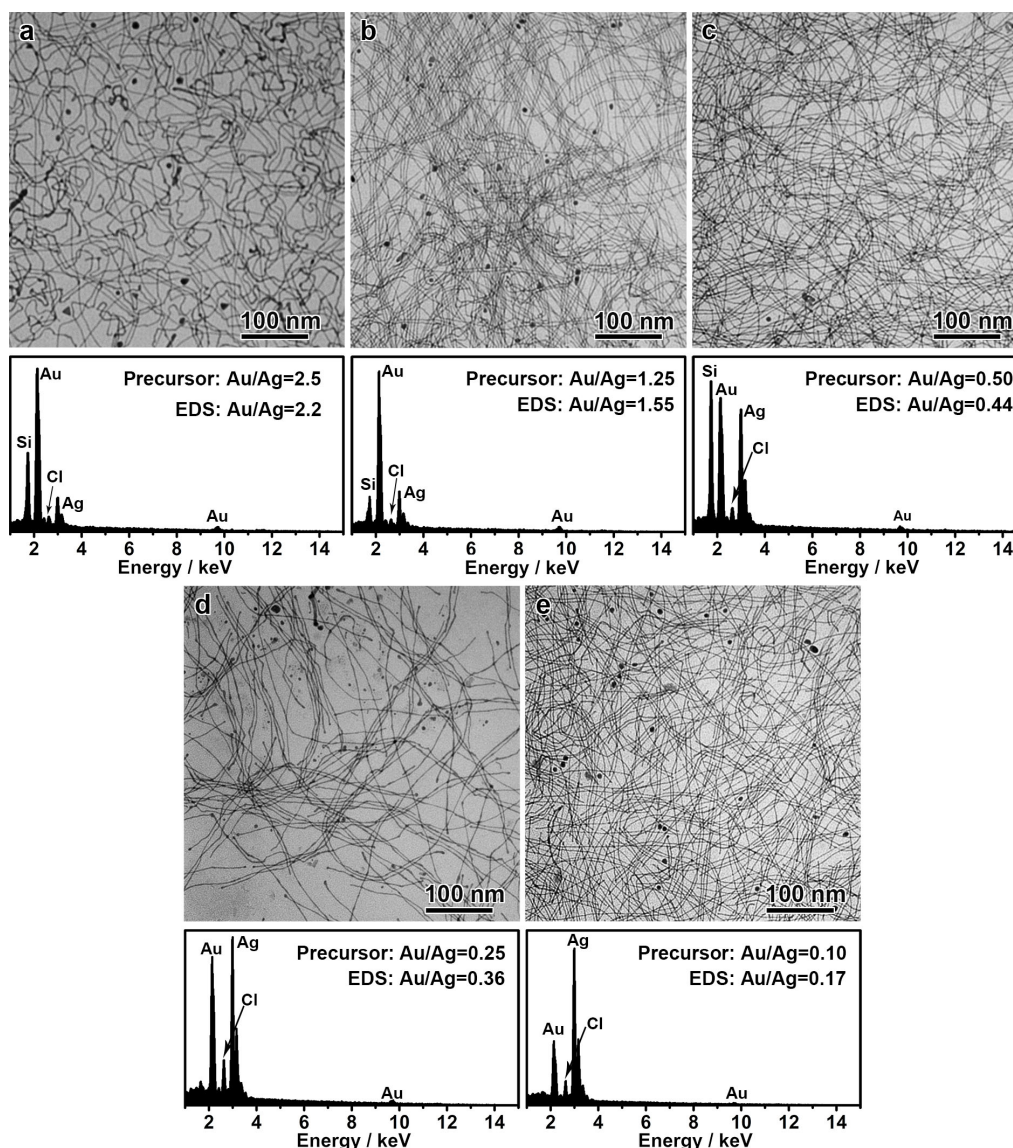 a
b
c
100 nm
100 nm
100 nm
Au
Precursor: Au/Ag=2.5
EDS: Au/Ag=2.2
Si
Cl
Ag
Au
2 4 6 8 10 12 14
Energy / keV
Au
Precursor: Au/Ag=1.25
EDS: Au/Ag=1.55
Si
Cl
Ag
Au
2 4 6 8 10 12 14
Energy / keV
Si
Au
Precursor: Au/Ag=0.50
EDS: Au/Ag=0.44
Ag
Cl
Au
2 4 6 8 10 12 14
Energy / keV
d
e
100 nm
100 nm
Au
Ag
Precursor: Au/Ag=0.25
EDS: Au/Ag=0.36
Cl
Au
2 4 6 8 10 12 14
Energy / keV
Ag
Precursor: Au/Ag=0.10
EDS: Au/Ag=0.17
Au
Cl
Au
2 4 6 8 10 12 14
Energy / keV